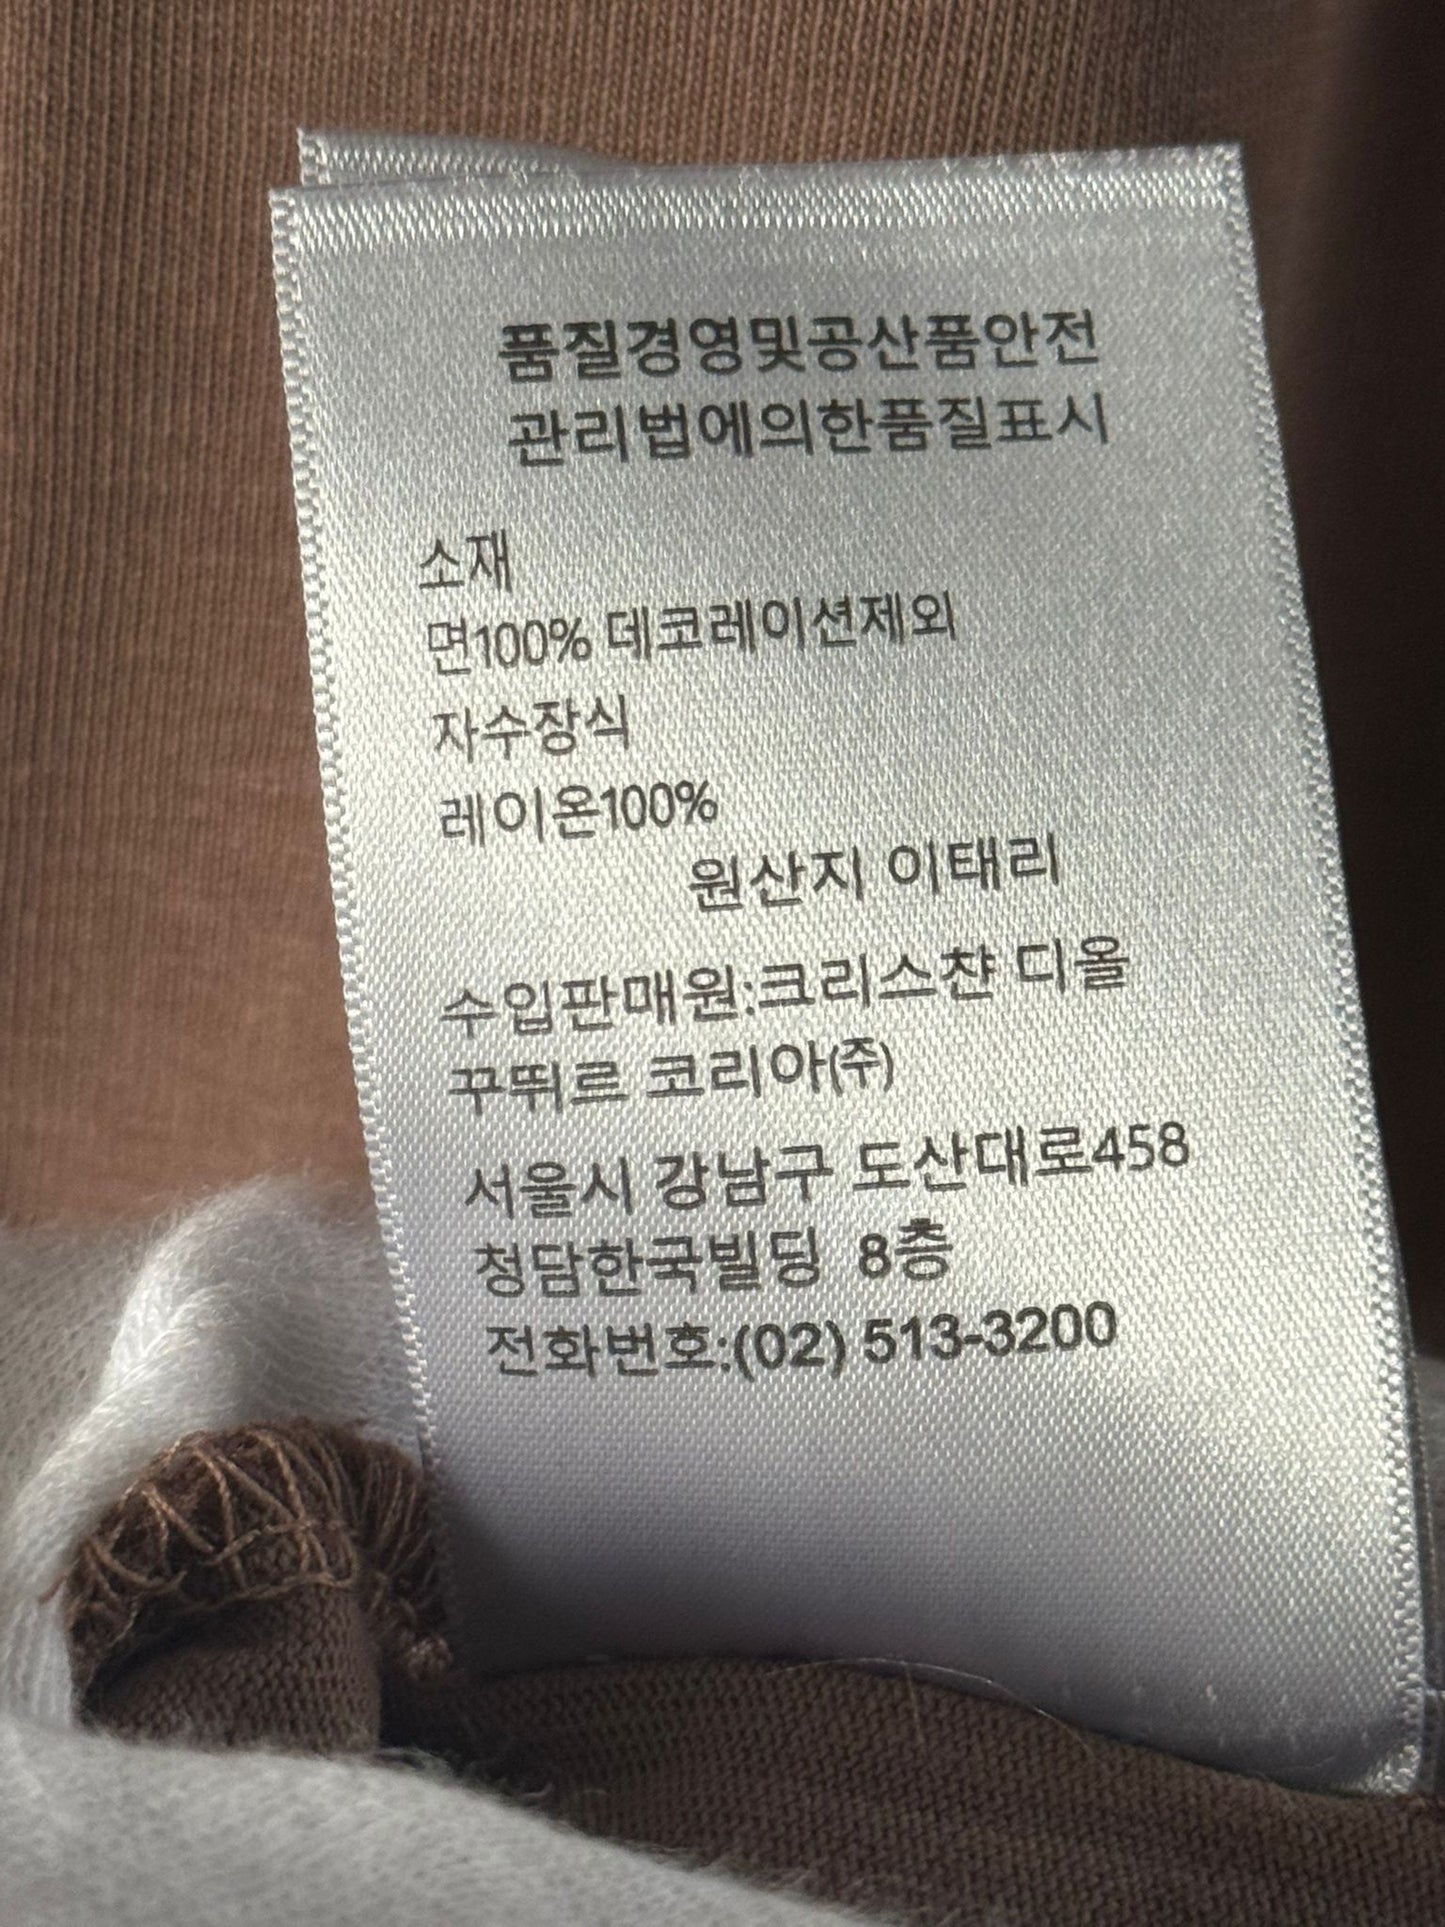 품질경영및공산품안전
관리법에의한품질표시
소재
면100% 데코레이션제외
자수장식
레이온100%
원산지 이태리
수입판매원:크리스챤 디올
꾸뛰르 코리아(주)
서울시 강남구 도산대로458
청담한국빌딩 8층
전화번호:(02) 513-3200